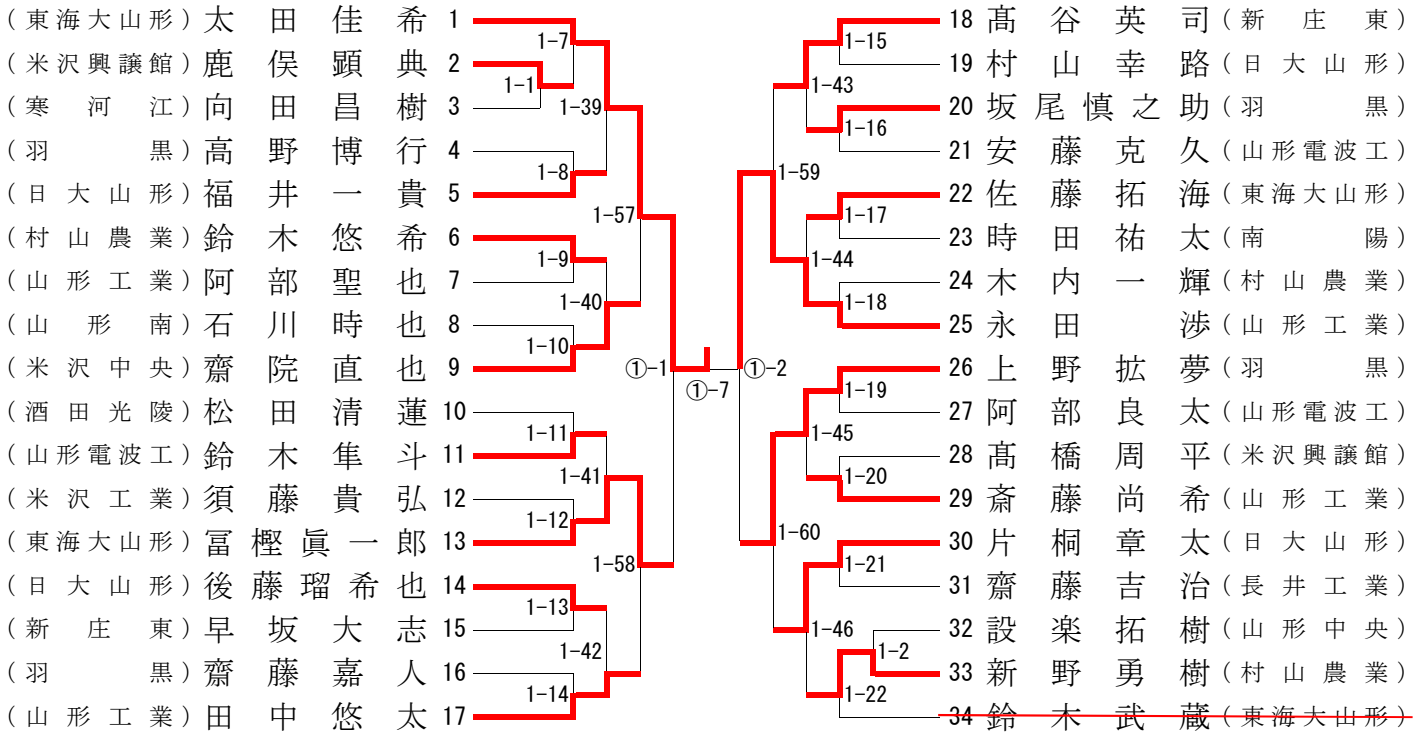 (東海大山形) 太田佳希 1
(米沢興譲館) 鹿俣顕典 2
(寒河江) 向田昌樹 3
(羽黒) 高野博行 4
(日大山形) 福井一貴 5
(村山農業) 鈴木悠希 6
(山形工業) 阿部聖也 7
(山形南) 石川時也 8
(米沢中央) 齋院直也 9
(酒田光陵) 松田清蓮 10
(山形電波工) 鈴木隼斗 11
(米沢工業) 須藤貴弘 12
(東海大山形) 冨樫眞一郎 13
(日大山形) 後藤瑠希也 14
(新庄東) 早坂大志 15
(羽黒) 齋藤嘉人 16
(山形工業) 田中悠太 17
1-7
1-1
1-39
1-8
1-57
1-9
1-40
1-10
①-1
1-11
1-41
1-12
1-58
1-13
1-42
1-14
①-7
①-2
1-15
1-43
1-16
1-59
1-17
1-44
1-18
1-19
1-45
1-20
1-60
1-21
1-46
1-2
1-22
18 髙谷英司 (新庄東)
19 村山幸路 (日大山形)
20 坂尾慎之助 (羽黒)
21 安藤克久 (山形電波工)
22 佐藤拓海 (東海大山形)
23 時田祐太 (南陽)
24 木内一輝 (村山農業)
25 永田渉 (山形工業)
26 上野拡夢 (羽黒)
27 阿部良太 (山形電波工)
28 髙橋周平 (米沢興譲館)
29 斎藤尚希 (山形工業)
30 片桐章太 (日大山形)
31 齋藤吉治 (長井工業)
32 設楽拓樹 (山形中央)
33 新野勇樹 (村山農業)
34 鈴木武蔵 (東海大山形)